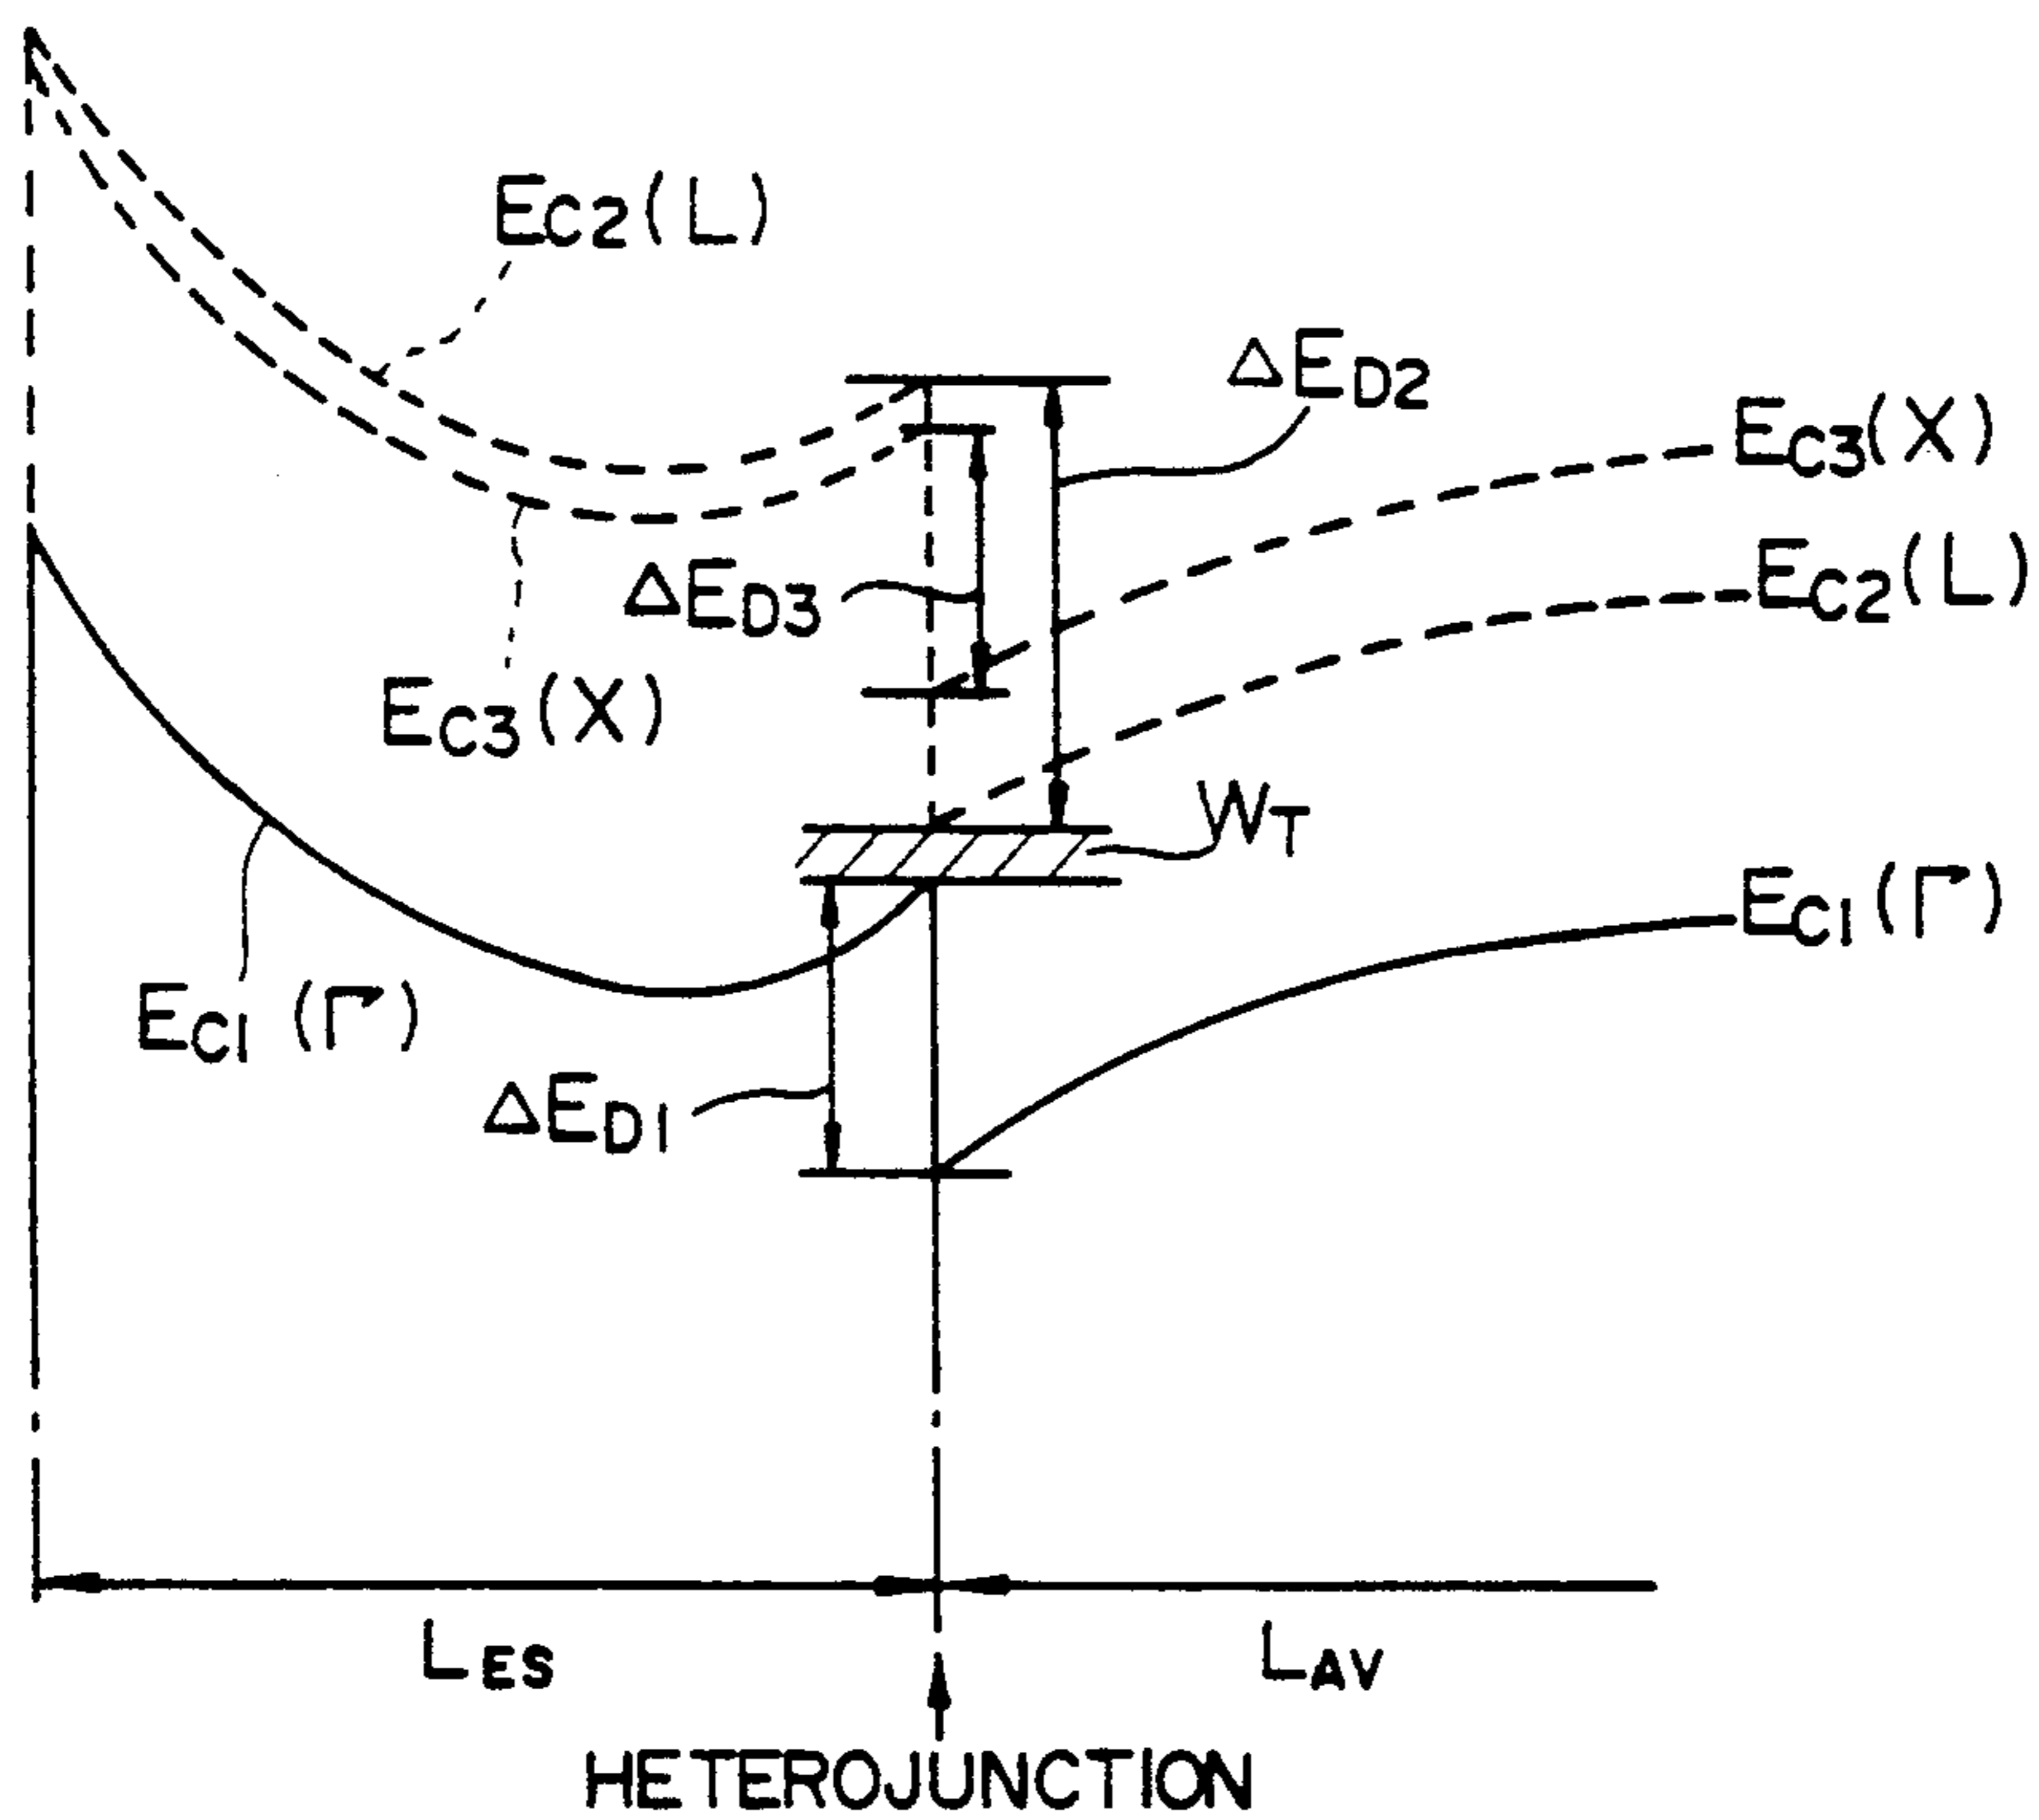 EC2(L)
ΔED2
EC3(X)
EC2(L)
ΔED3
EC3(X)
WT
EC1(Γ)
EC1(Γ)
ΔED1
LES
LAV
HETEROJUNCTION